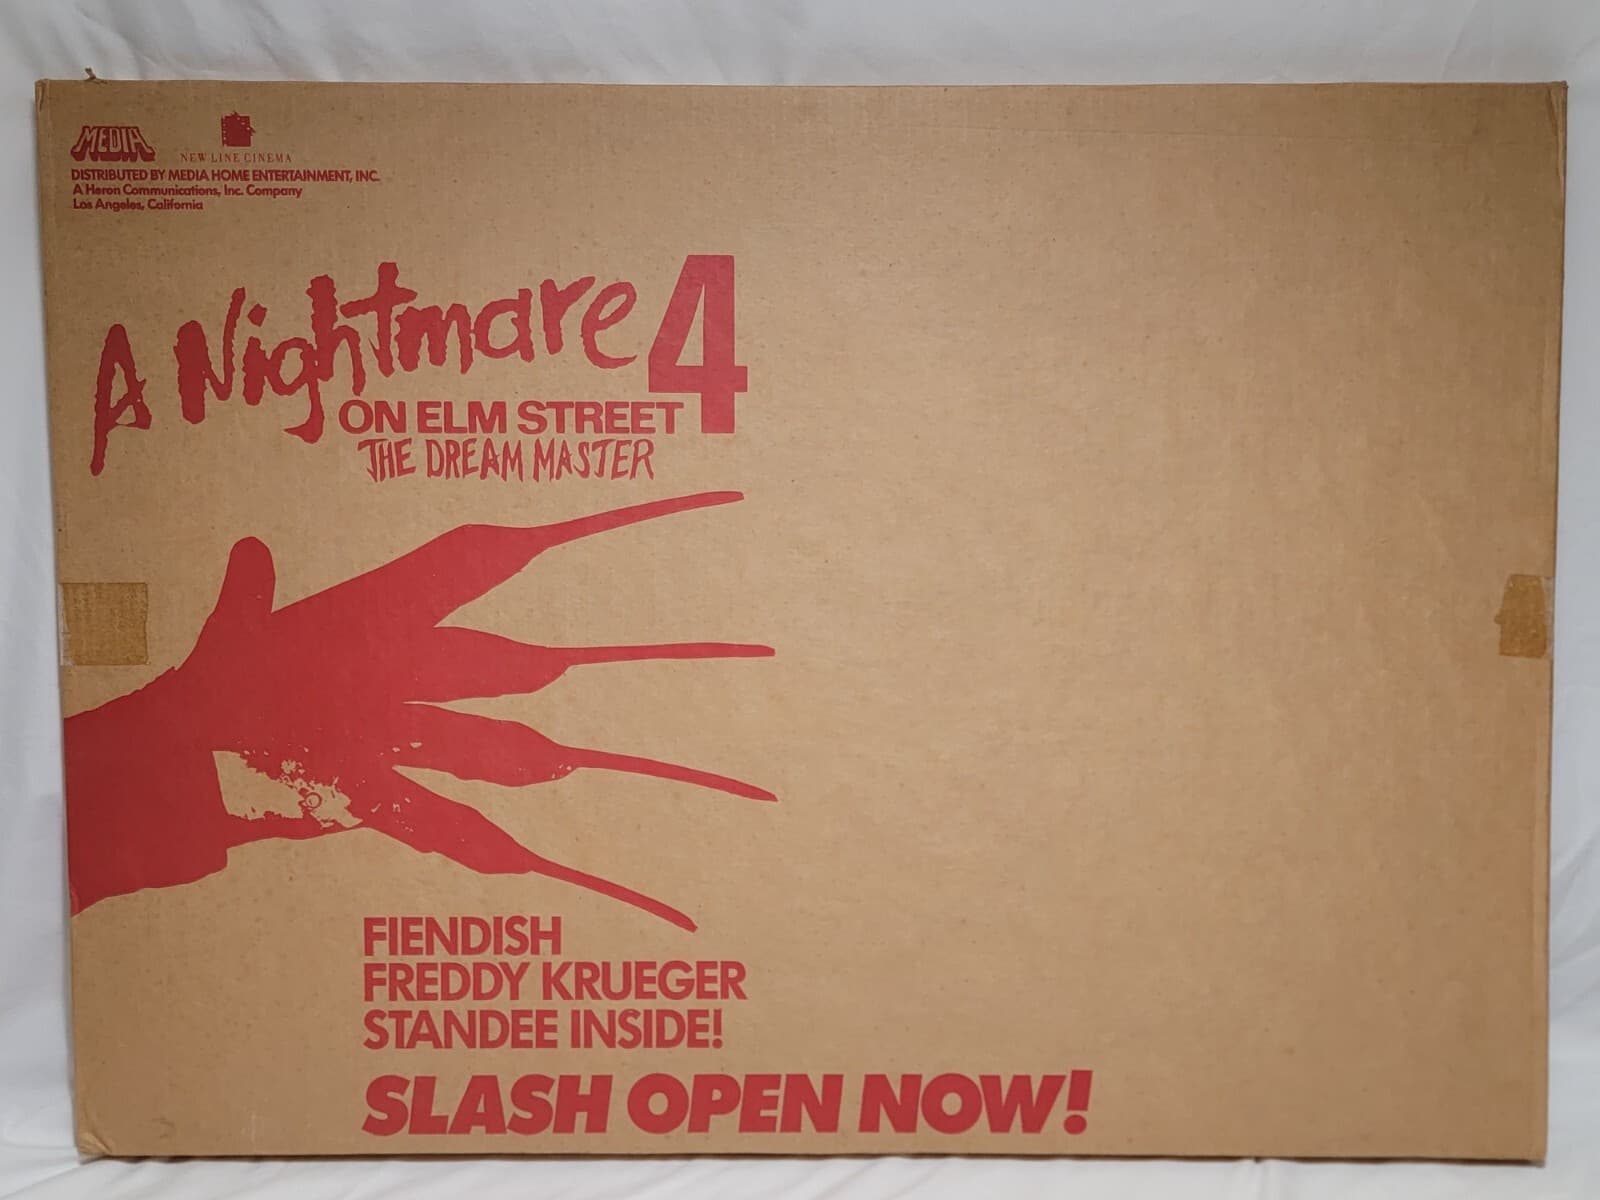 MEDIA
NEW LINE CINEMA
DISTRIBUTED BY MEDIA HOME ENTERTAINMENT, INC.
A Heron Communications, Inc. Company
Los Angeles, California
A Nightmare 4
ON ELM STREET
THE DREAM MASTER
FIENDISH
FREDDY KRUEGER
STANDEE INSIDE!
SLASH OPEN NOW!